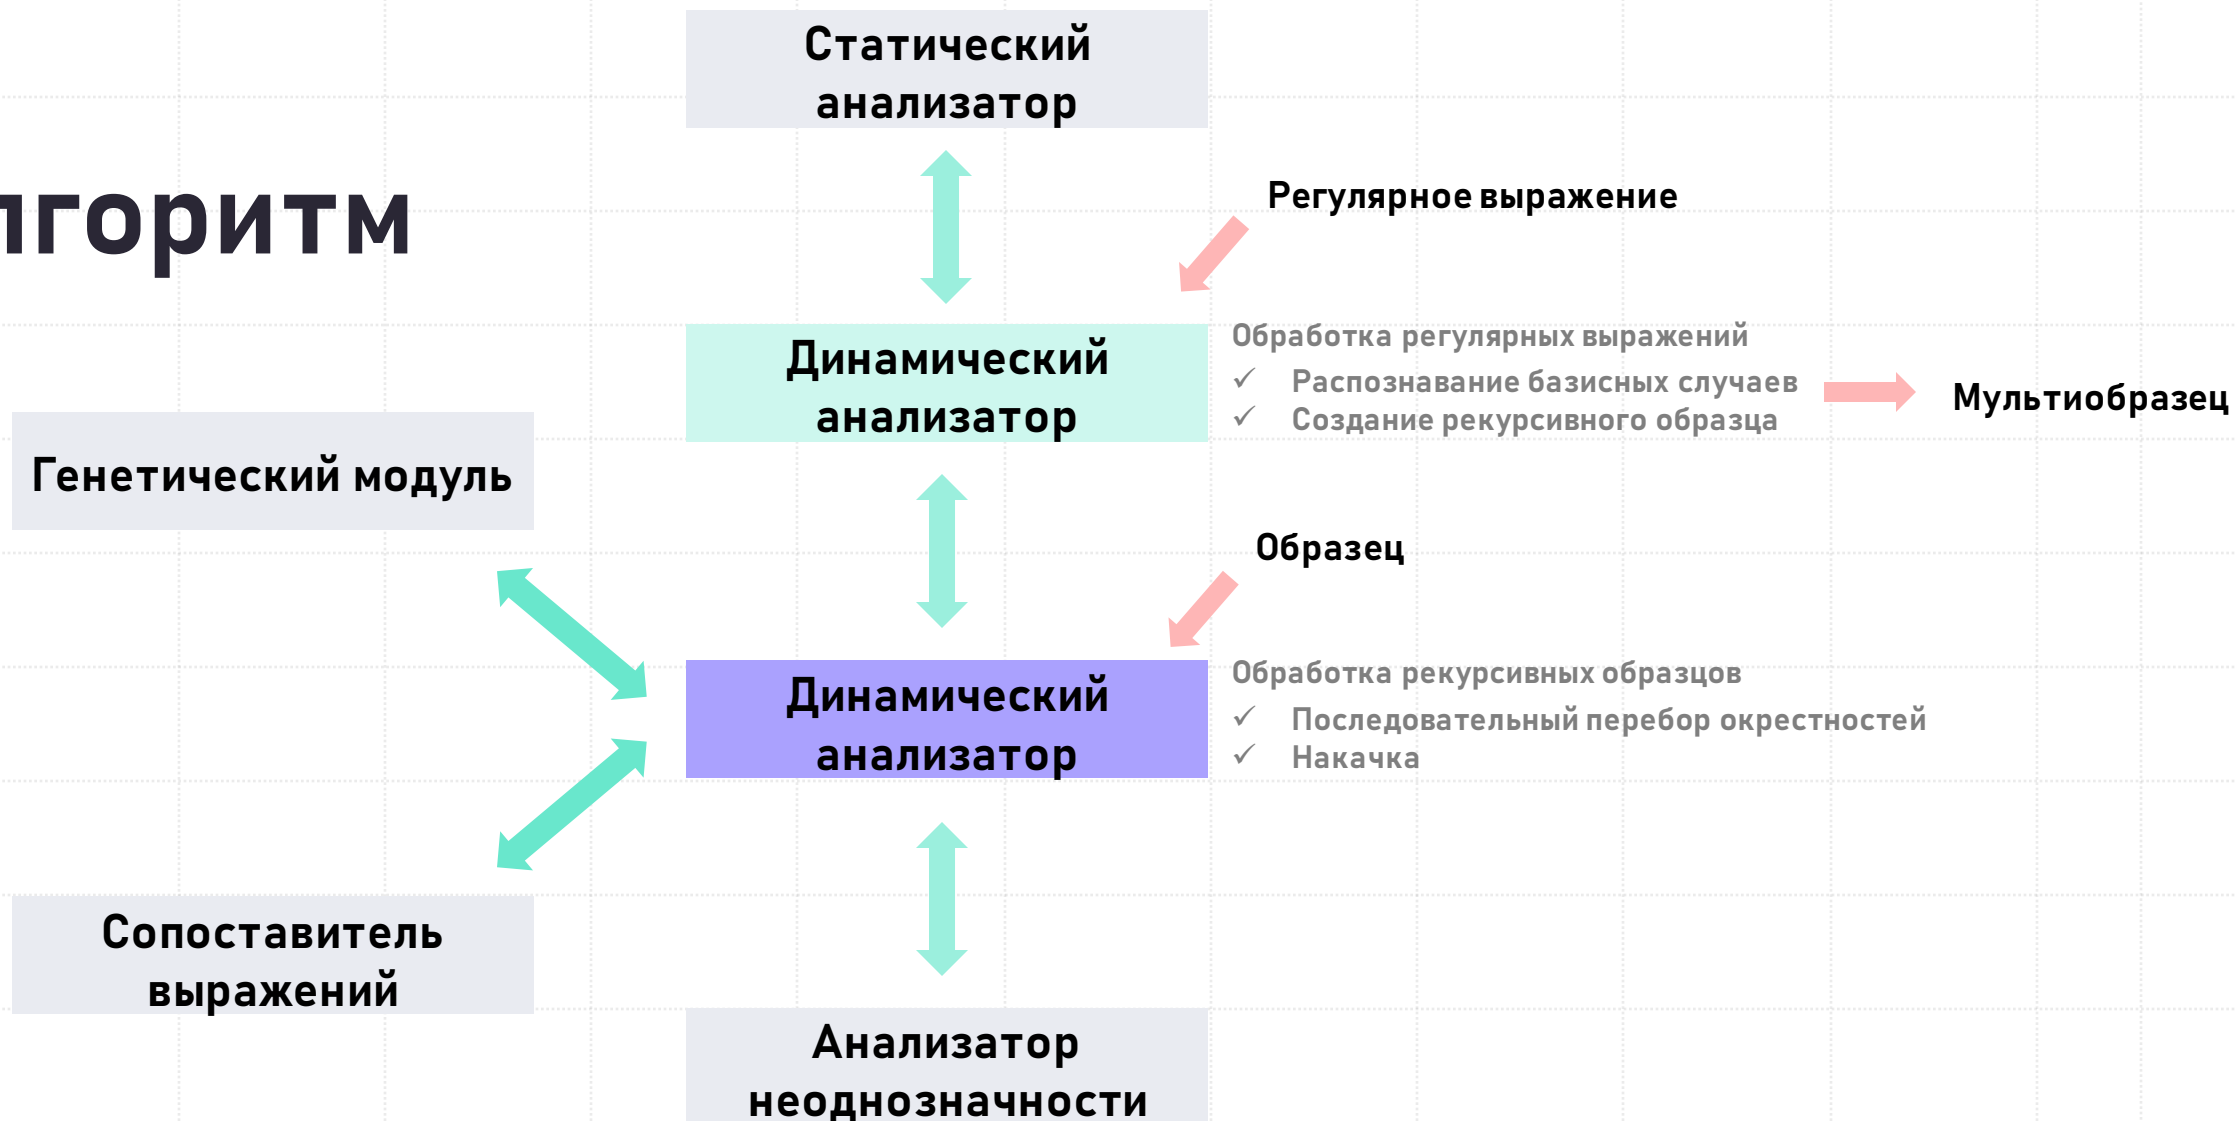 Статический
анализатор
лгоритм
Регулярное выражение
Динамический
анализатор
Обработка регулярных выражений
✓ Распознавание базисных случаев
✓ Создание рекурсивного образца
Мультиобразец
Генетический модуль
Образец
Динамический
анализатор
Обработка рекурсивных образцов
✓ Последовательный перебор окрестностей
✓ Накачка
Сопоставитель
выражений
Анализатор
неоднозначности